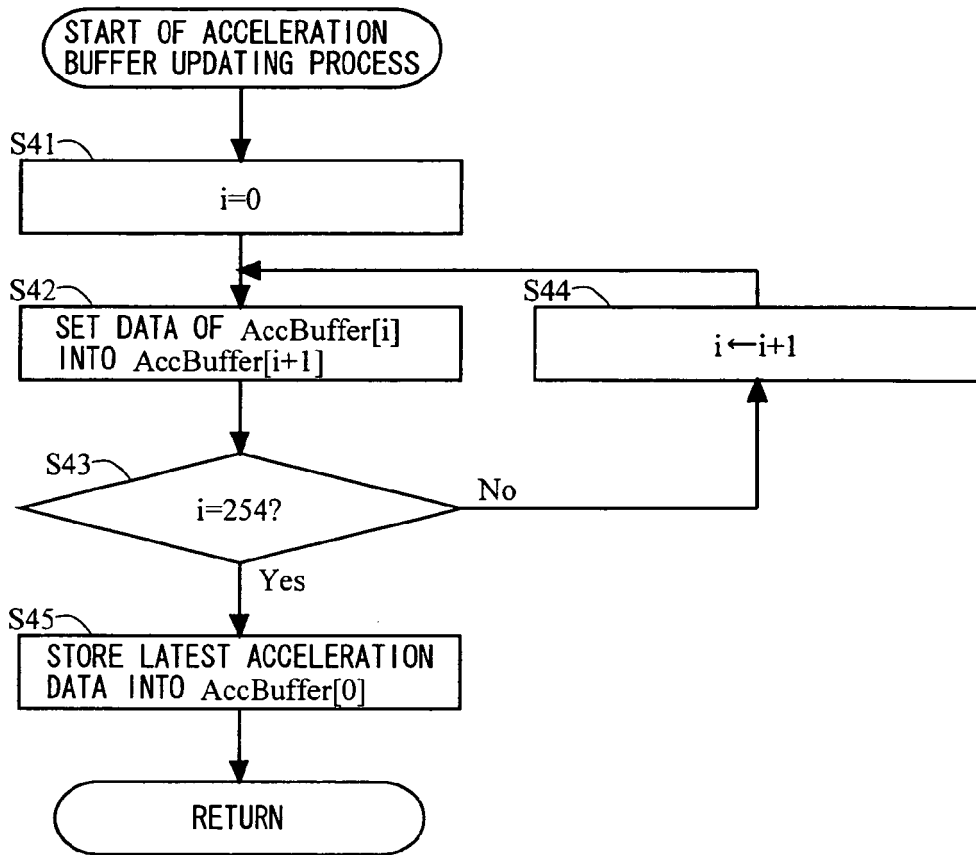 START OF ACCELERATION
BUFFER UPDATING PROCESS
S41
i=0
S42
SET DATA OF AccBuffer[i]
INTO AccBuffer[i+1]
S44
i←i+1
S43
i=254?
No
Yes
S45
STORE LATEST ACCELERATION
DATA INTO AccBuffer[0]
RETURN